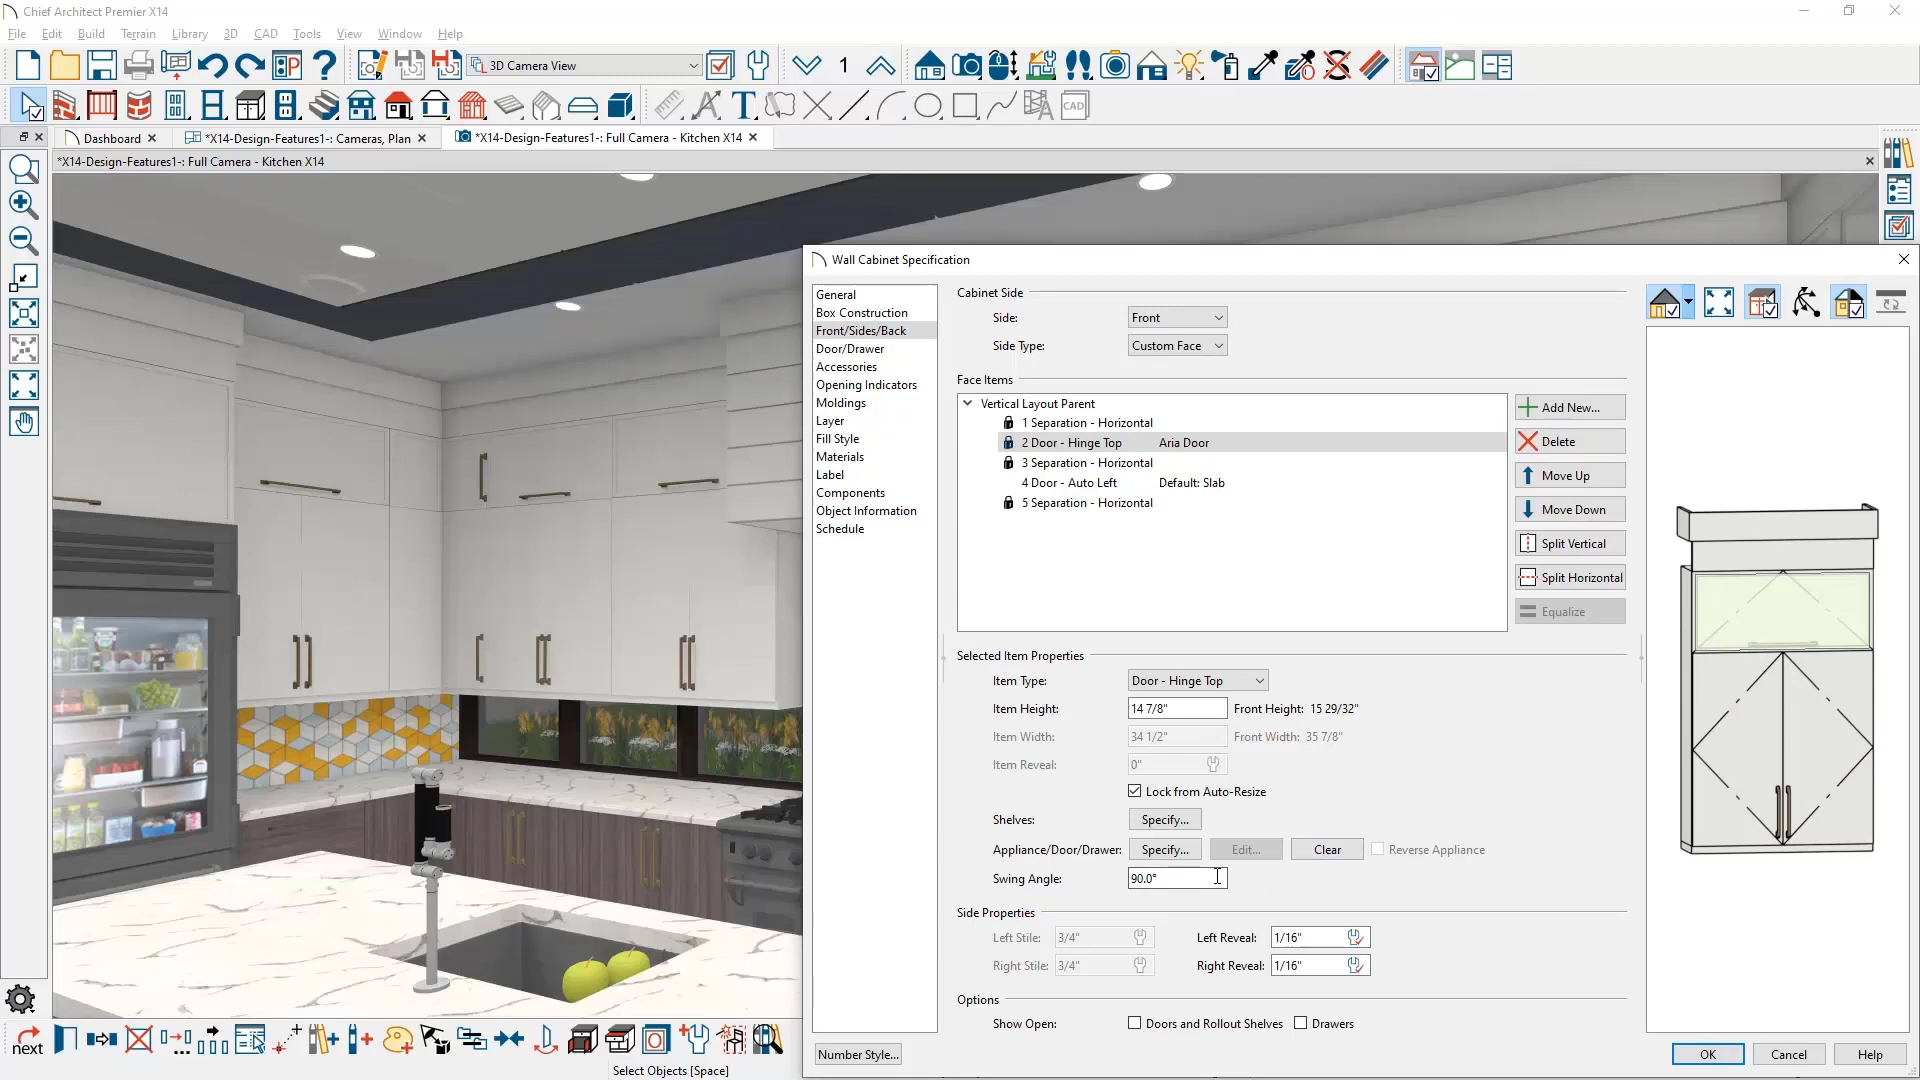 Chief Architect Premier X14
File Edit Build Terrain Library 3D CAD Tools View Window Help
3D Camera View
1
CAD
Dashboard
*X14-Design-Features1-: Cameras, Plan
*X14-Design-Features1-: Full Camera - Kitchen X14
*X14-Design-Features1-: Full Camera - Kitchen X14
Wall Cabinet Specification
General
Box Construction
Front/Sides/Back
Door/Drawer
Accessories
Opening Indicators
Moldings
Layer
Fill Style
Materials
Label
Components
Object Information
Schedule
Cabinet Side
Side: Front
Side Type: Custom Face
Face Items
Vertical Layout Parent
1 Separation - Horizontal
2 Door - Hinge Top Aria Door
3 Separation - Horizontal
4 Door - Auto Left Default: Slab
5 Separation - Horizontal
Add New...
Delete
Move Up
Move Down
Split Vertical
Split Horizontal
Equalize
Selected Item Properties
Item Type: Door - Hinge Top
Item Height: 14 7/8" Front Height: 15 29/32"
Item Width: 34 1/2" Front Width: 35 7/8"
Item Reveal: 0"
Lock from Auto-Resize
Shelves: Specify...
Appliance/Door/Drawer: Specify... Edit... Clear Reverse Appliance
Swing Angle: 90.0°
Side Properties
Left Stile: 3/4" Left Reveal: 1/16"
Right Stile: 3/4" Right Reveal: 1/16"
Options
Show Open: Doors and Rollout Shelves Drawers
Number Style... OK Cancel Help
next
Select Objects [Space]